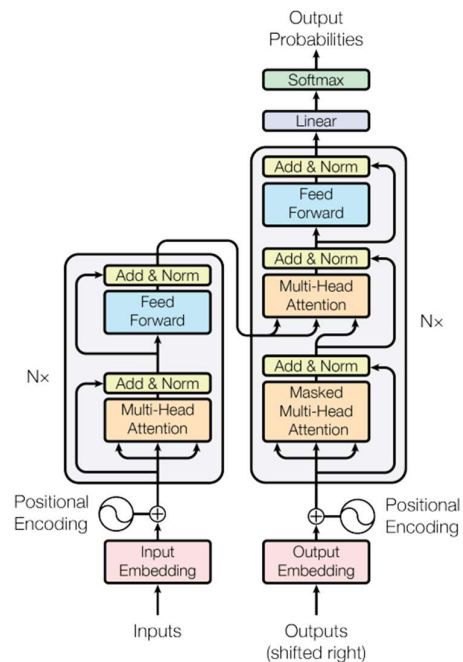 Output
Probabilities
Softmax
Linear
Add & Norm
Feed
Forward
Add & Norm
Multi-Head
Attention
Add & Norm
Masked
Multi-Head
Attention
N×
Add & Norm
Feed
Forward
Add & Norm
Multi-Head
Attention
N×
Positional
Encoding
Positional
Encoding
Input
Embedding
Output
Embedding
Inputs
Outputs
(shifted right)